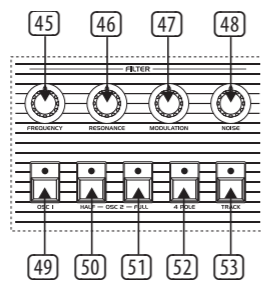 45 46 47 48
FILTER
FREQUENCY RESONANCE MODULATION NOISE
OSC 1 HALF — OSC 2 — FULL 4 POLE TRACK
49 50 51 52 53